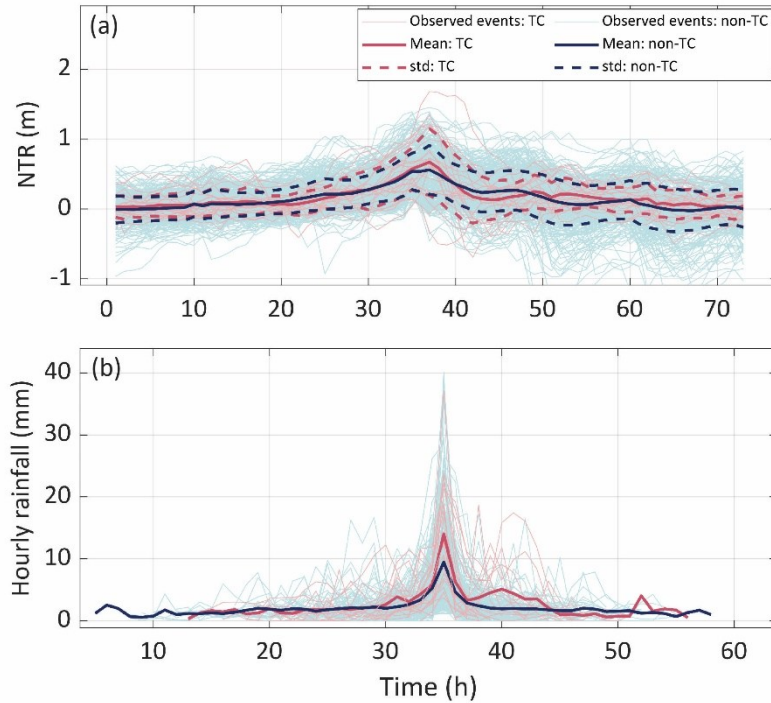 (a)
Observed events: TC
Observed events: non-TC
Mean: TC
Mean: non-TC
std: TC
std: non-TC
NTR (m)
2
1
0
-1
0 10 20 30 40 50 60 70
(b)
Hourly rainfall (mm)
40
30
20
10
0
10 20 30 40 50 60
Time (h)